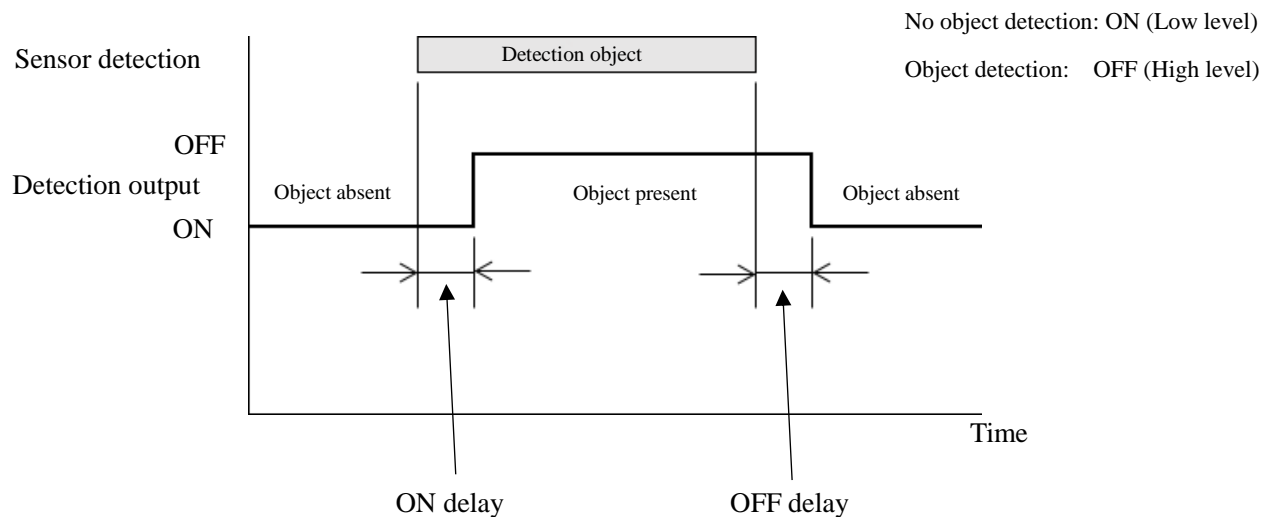 No object detection: ON (Low level)
Object detection: OFF (High level)
Sensor detection
Detection object
OFF
Detection output
Object absent
Object present
Object absent
ON
Time
ON delay
OFF delay